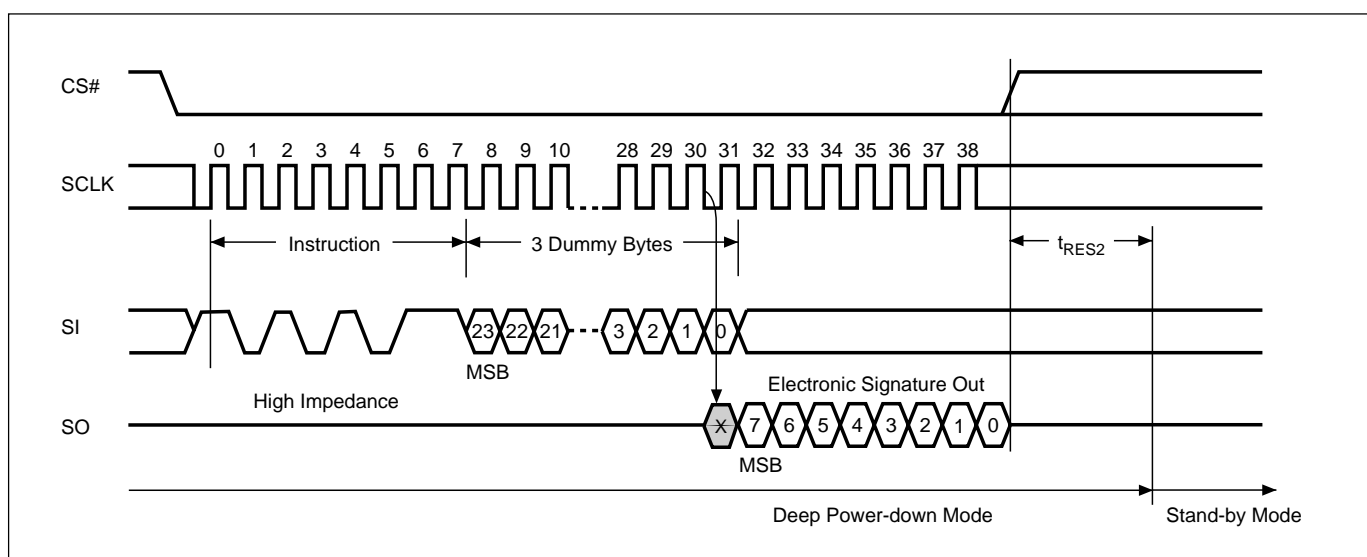 CS#
0 1 2 3 4 5 6 7 8 9 10 28 29 30 31 32 33 34 35 36 37 38
SCLK
Instruction 3 Dummy Bytes tRES2
SI 23 22 21 3 2 1 0
MSB
High Impedance Electronic Signature Out
SO X 7 6 5 4 3 2 1 0
MSB
Deep Power-down Mode Stand-by Mode